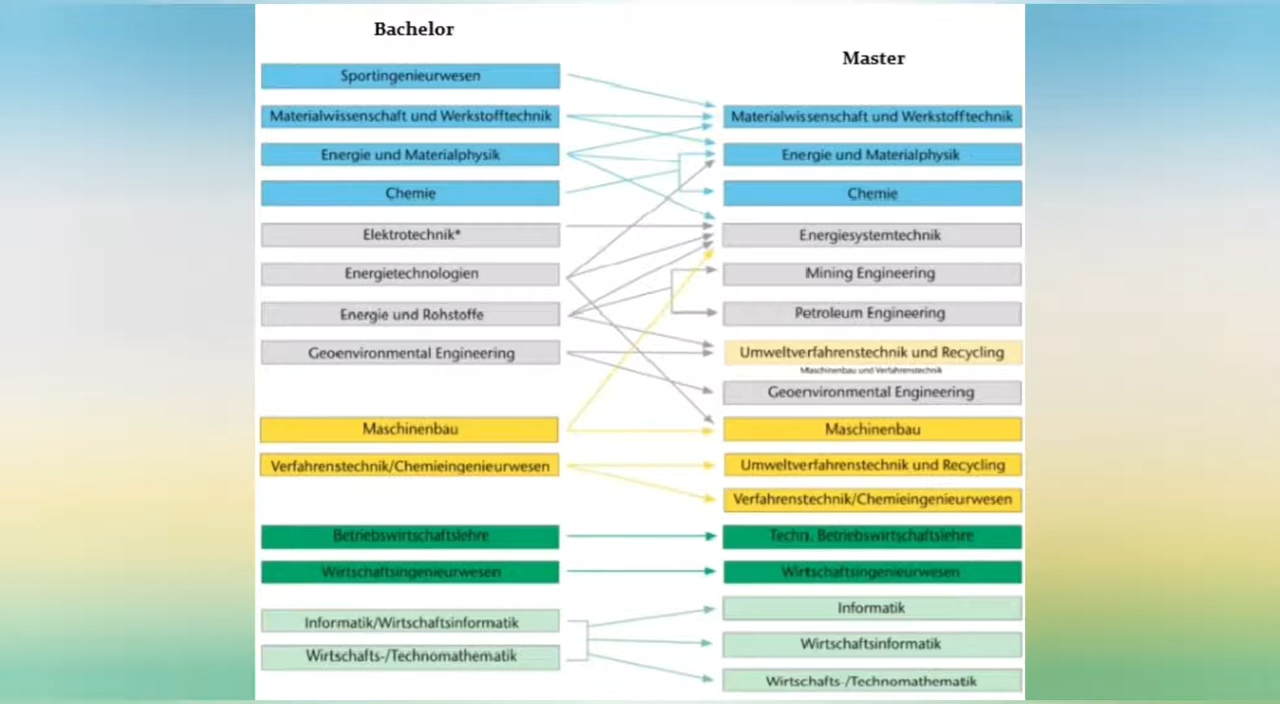 Bachelor
Master
Sportingenieurwesen
Materialwissenschaft und Werkstofftechnik
Energie und Materialphysik
Chemie
Elektrotechnik*
Energietechnologien
Energie und Rohstoffe
Geoenvironmental Engineering
Maschinenbau
Verfahrenstechnik/Chemieingenieurwesen
Betriebswirtschaftslehre
Wirtschaftsingenieurwesen
Informatik/Wirtschaftsinformatik
Wirtschafts-/Technomathematik
Materialwissenschaft und Werkstofftechnik
Energie und Materialphysik
Chemie
Energiesystemtechnik
Mining Engineering
Petroleum Engineering
Umweltverfahrenstechnik und Recycling
Maschinenbau und Verfahrenstechnik
Geoenvironmental Engineering
Maschinenbau
Umweltverfahrenstechnik und Recycling
Verfahrenstechnik/Chemieingenieurwesen
Techn. Betriebswirtschaftslehre
Wirtschaftsingenieurwesen
Informatik
Wirtschaftsinformatik
Wirtschafts-/Technomathematik